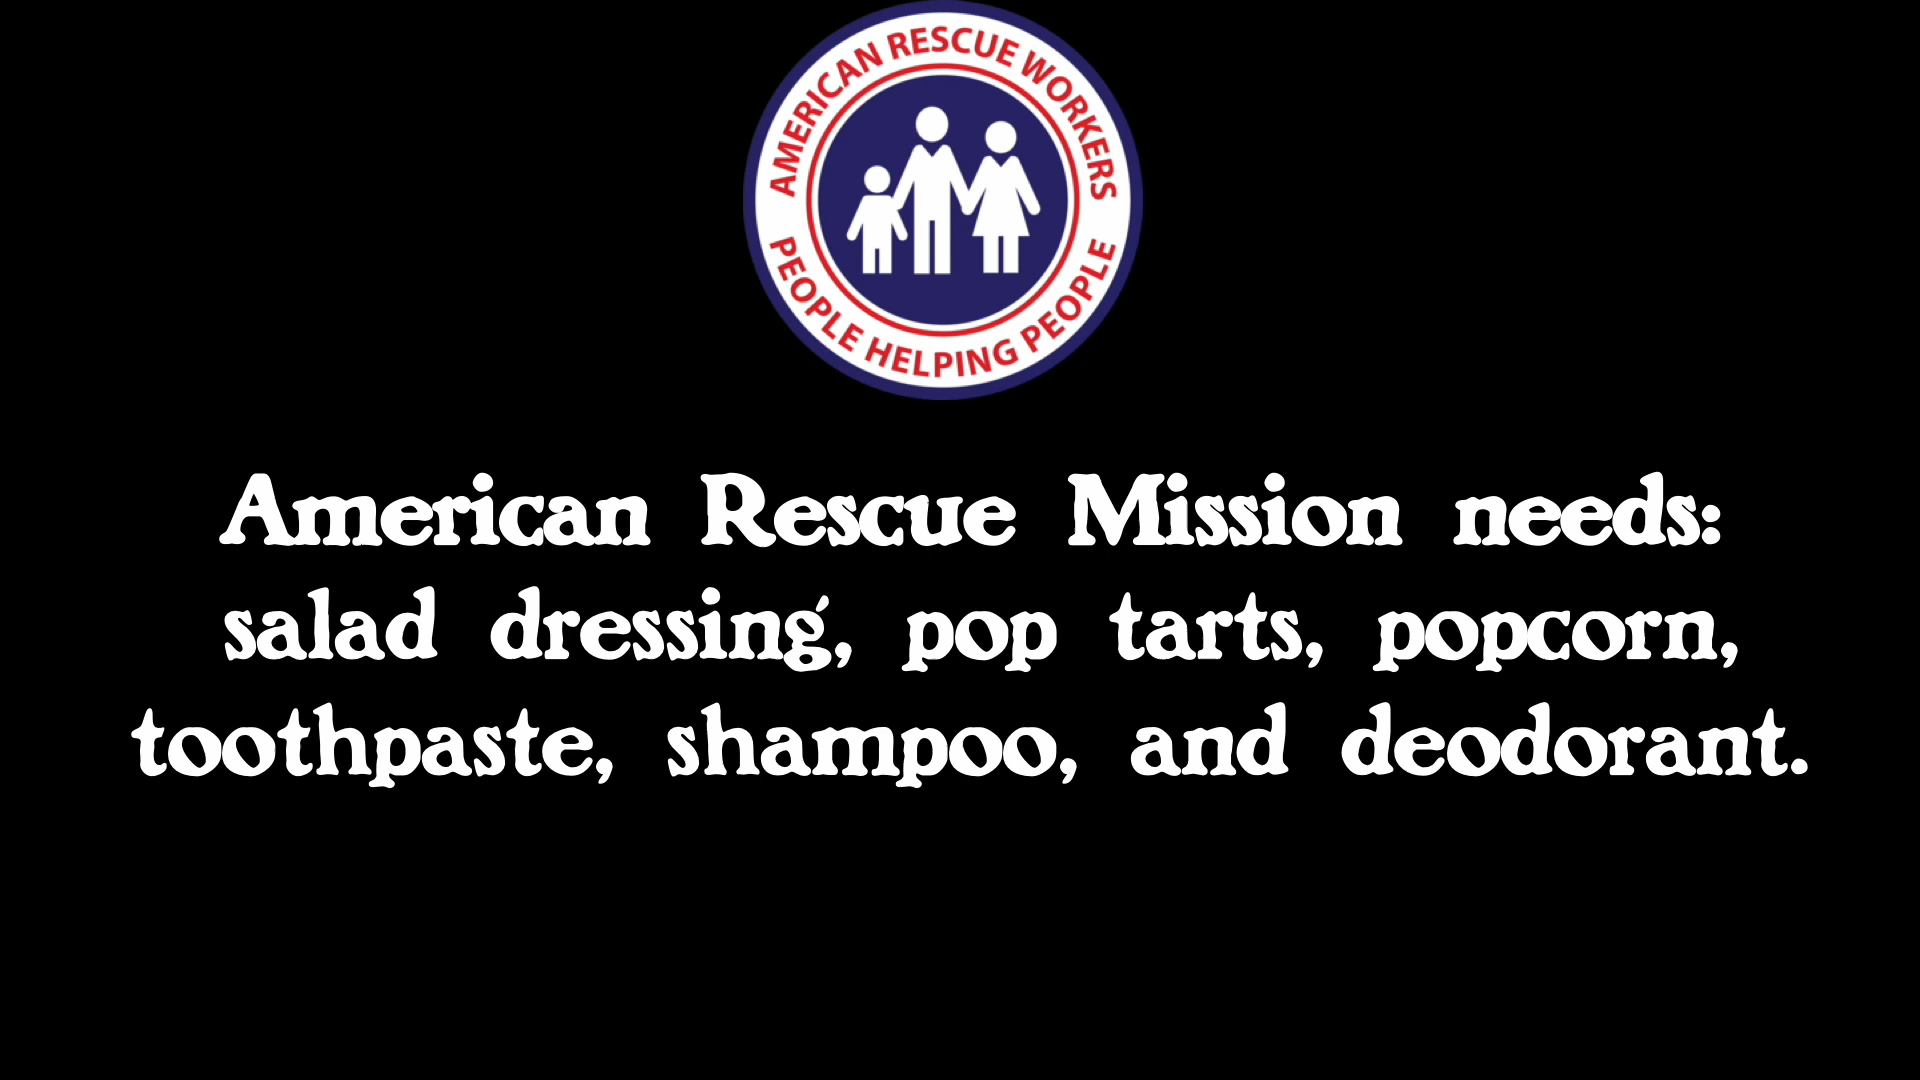 AMERICAN RESCUE WORKERS
PEOPLE HELPING PEOPLE
American Rescue Mission needs:
salad dressing, pop tarts, popcorn,
toothpaste, shampoo, and deodorant.